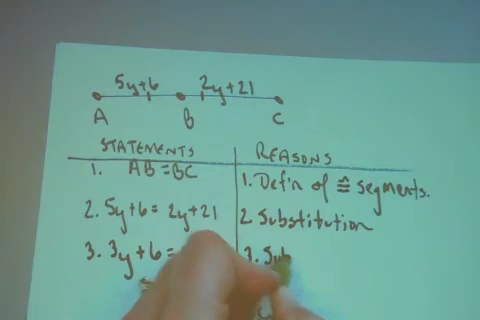 5y+6 2y+21
A B C
STATEMENTS REASONS
1. AB = BC 1. Defin of ≅ segments.
2. 5y+6 = 2y+21 2. Substitution
3. 3y+6 = 3. Sub